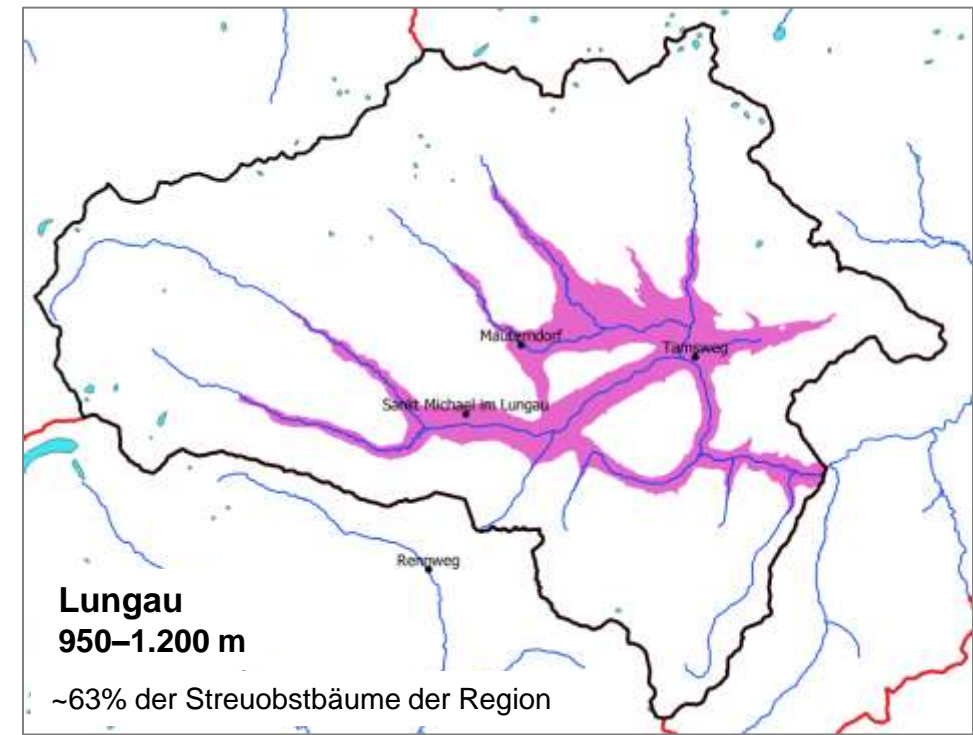 Mauterndorf
Tamsweg
Sankt Michael im Lungau
Rennweg
Lungau
950–1.200 m
~63% der Streuobstbäume der Region